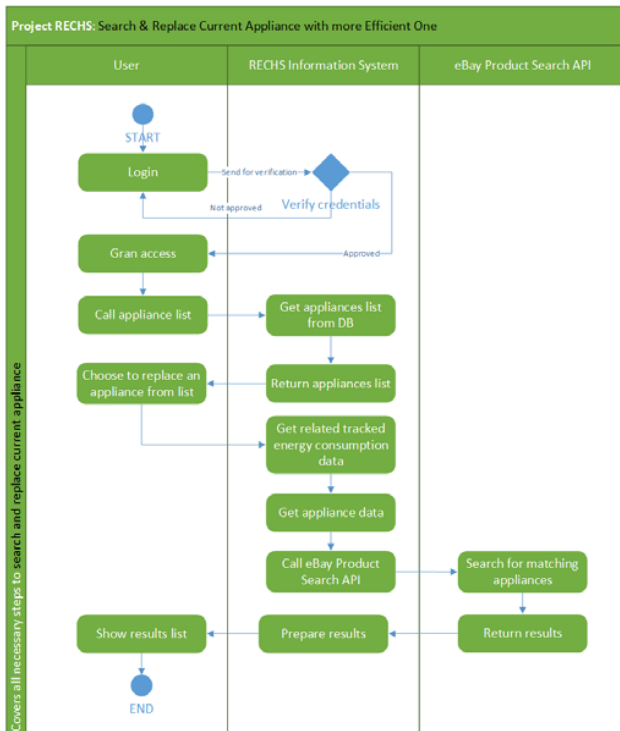 Project RECHS: Search & Replace Current Appliance with more Efficient One
User
RECHS Information System
eBay Product Search API
Covers all necessary steps to search and replace current appliance
START
Login
Send for verification
Not approved
Verify credentials
Gran access
Approved
Call appliance list
Get appliances list
from DB
Choose to replace an
appliance from list
Return appliances list
Get related tracked
energy consumption
data
Get appliance data
Call eBay Product
Search API
Search for matching
appliances
Show results list
Prepare results
Return results
END